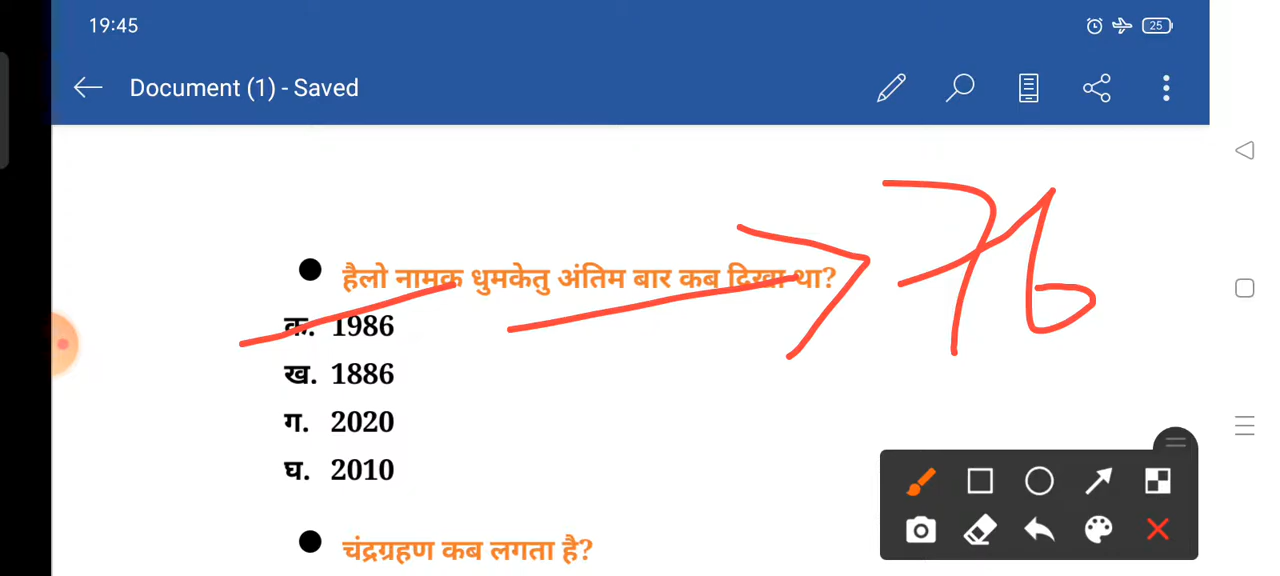 19:45
25
Document (1) - Saved
76
हैलो नामक धुमकेतु अंतिम बार कब दिखा था?
क. 1986
ख. 1886
ग. 2020
घ. 2010
चंद्रग्रहण कब लगता है?